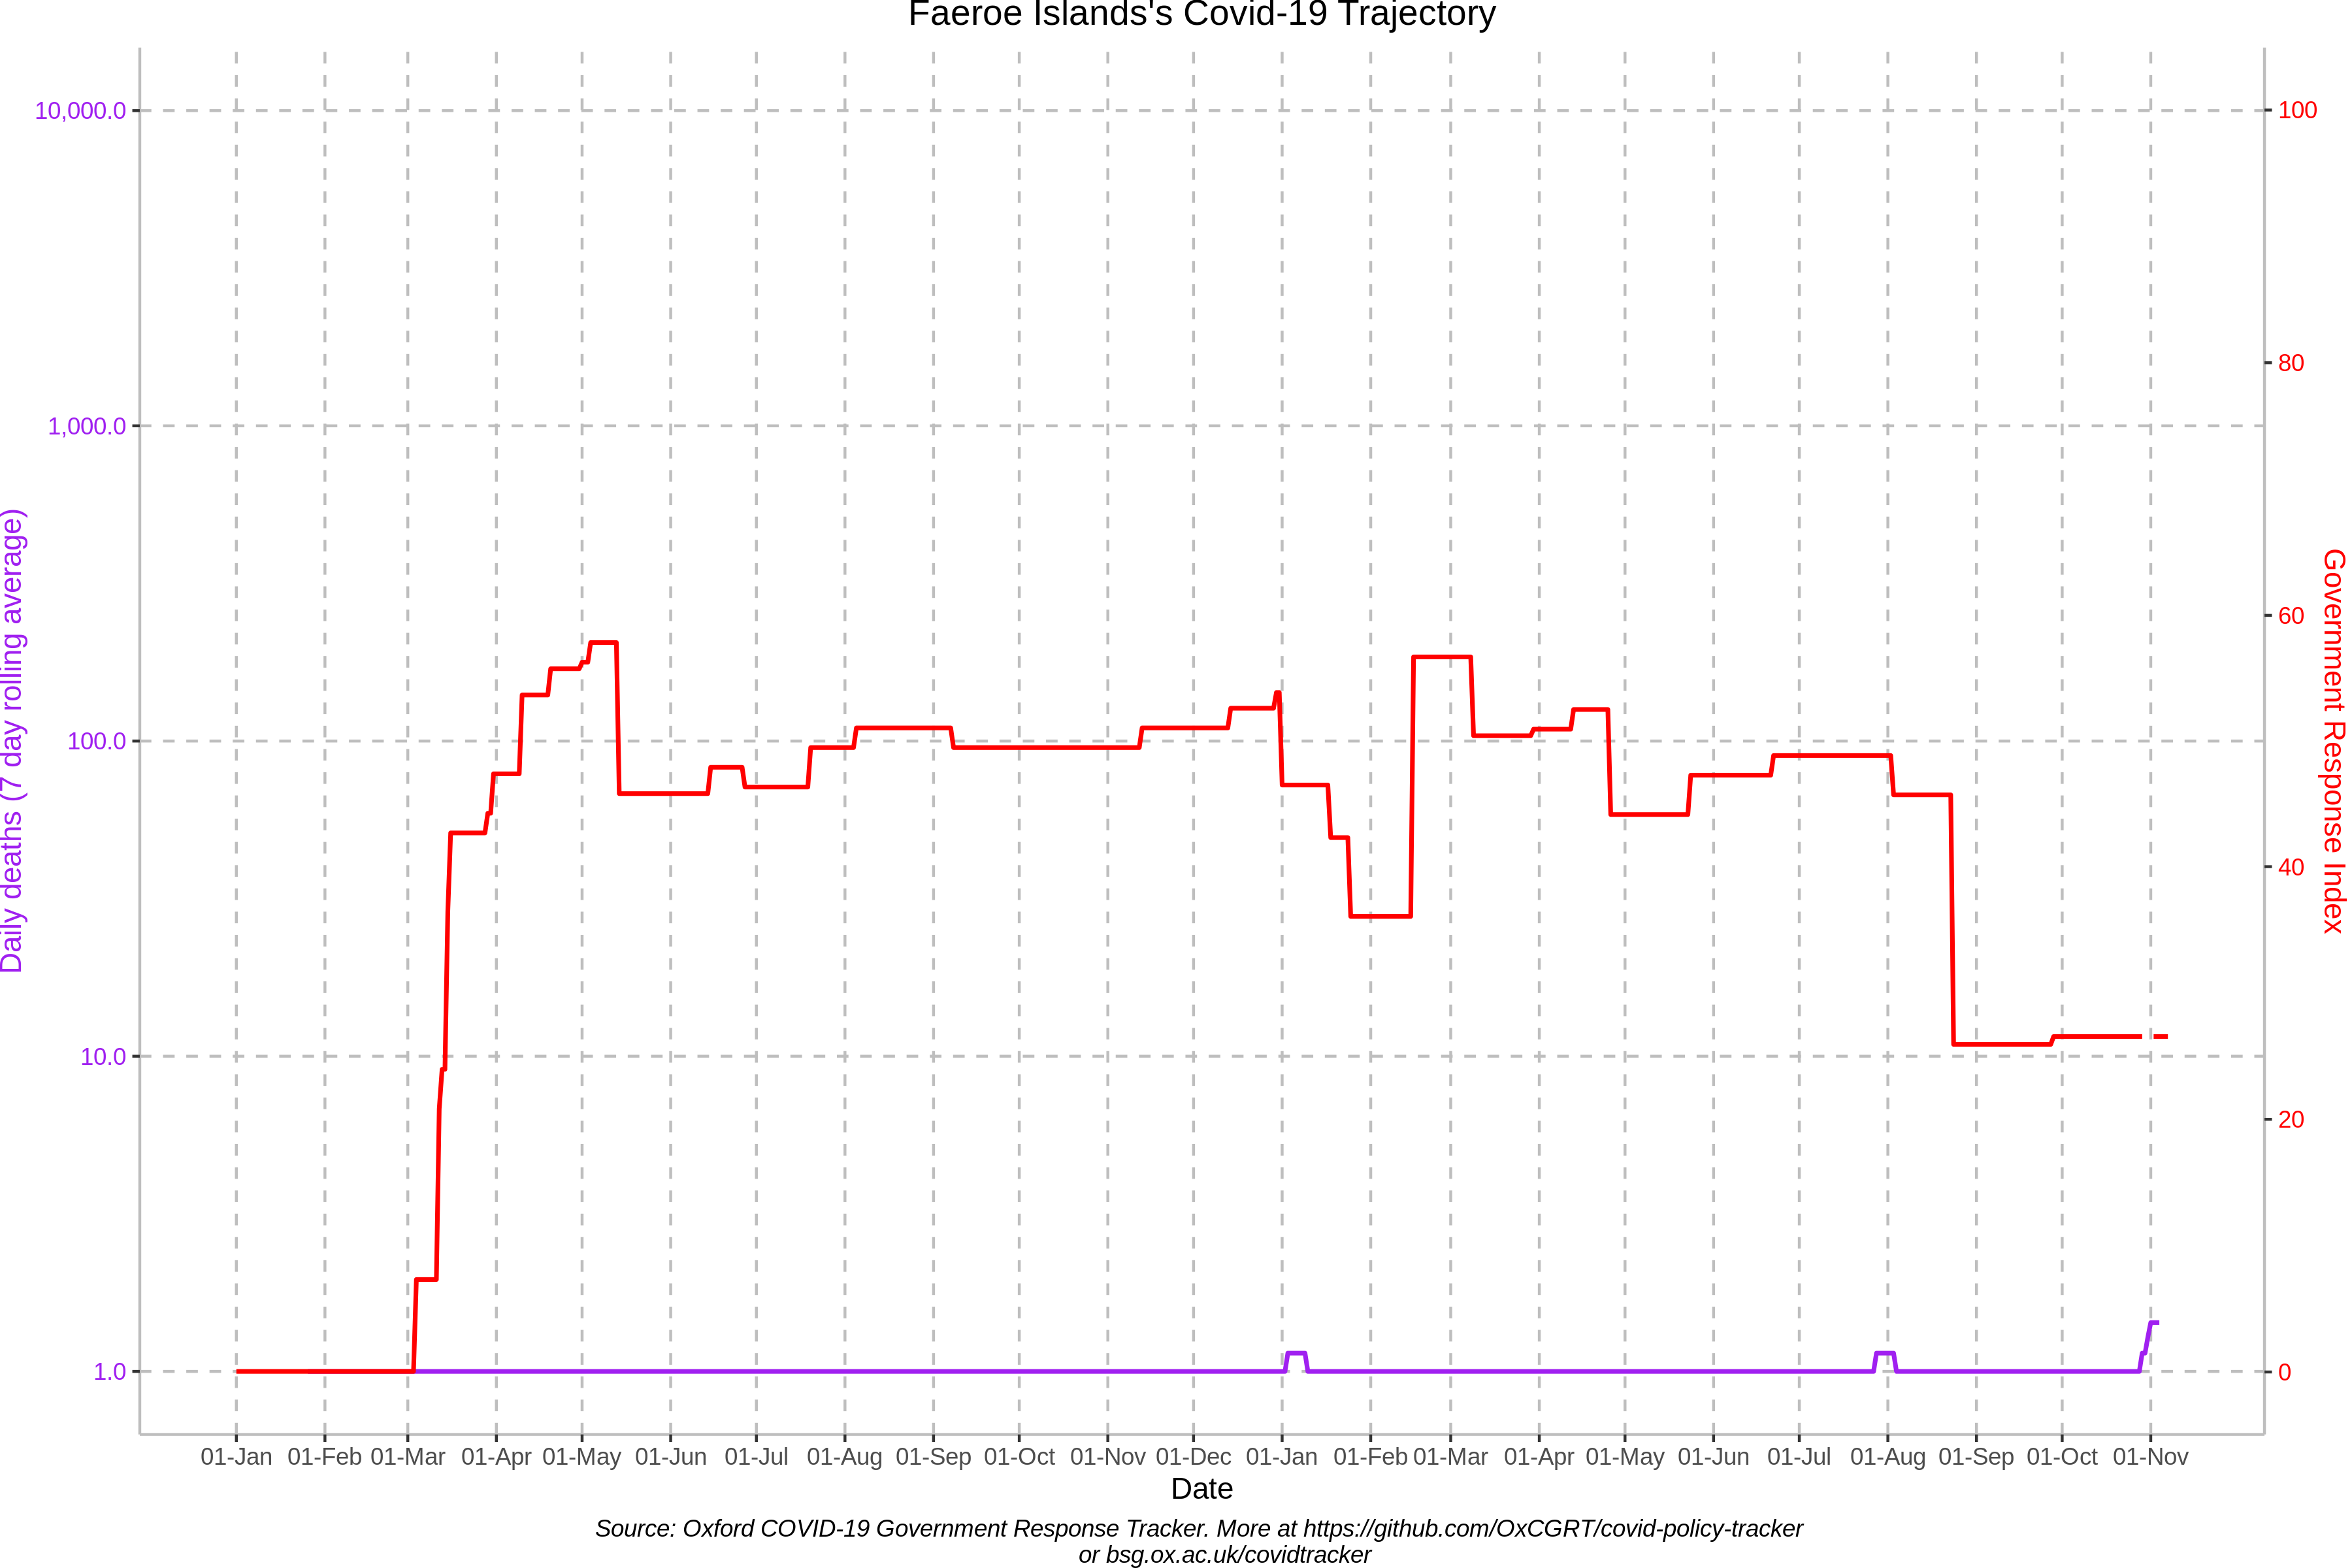 Faeroe Islands's Covid-19 Trajectory
10,000.0
1,000.0
100.0
10.0
1.0
Daily deaths (7 day rolling average)
100
80
60
40
20
0
Government Response Index
01-Jan 01-Feb 01-Mar 01-Apr 01-May 01-Jun 01-Jul 01-Aug 01-Sep 01-Oct 01-Nov 01-Dec 01-Jan 01-Feb 01-Mar 01-Apr 01-May 01-Jun 01-Jul 01-Aug 01-Sep 01-Oct 01-Nov
Date
Source: Oxford COVID-19 Government Response Tracker. More at https://github.com/OxCGRT/covid-policy-tracker
or bsg.ox.ac.uk/covidtracker